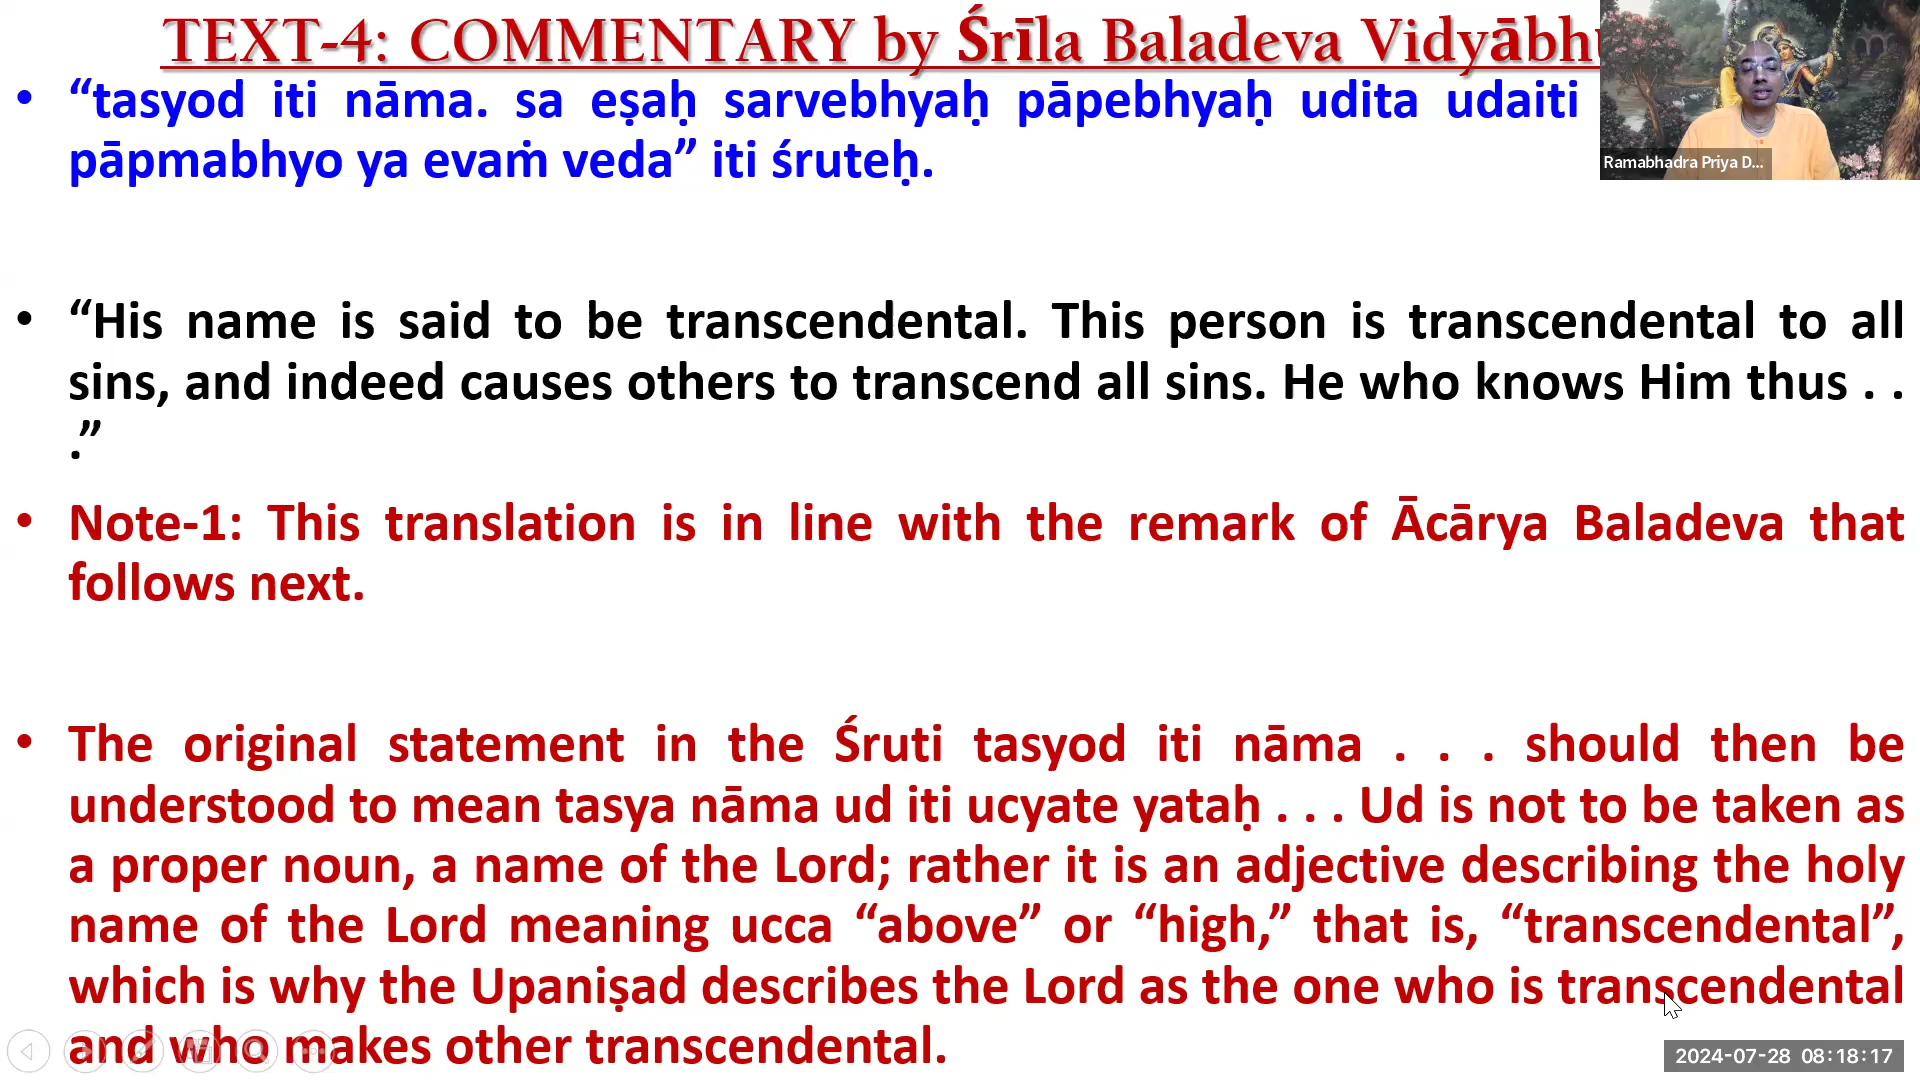 TEXT-4: COMMENTARY by Śrīla Baladeva
• “tasyod iti nāma. sa eṣaḥ sarvebhyaḥ pāpebhyaḥ udita udaiti
pāpmabhyo ya evaṁ veda” iti śruteḥ.
• “His name is said to be transcendental. This person is transcendental to all
sins, and indeed causes others to transcend all sins. He who knows Him thus . .
.”
• Note-1: This translation is in line with the remark of Ācārya Baladeva that
follows next.
• The original statement in the Śruti tasyod iti nāma . . . should then be
understood to mean tasya nāma ud iti ucyate yataḥ . . . Ud is not to be taken as
a proper noun, a name of the Lord; rather it is an adjective describing the holy
name of the Lord meaning ucca “above” or “high,” that is, “transcendental”,
which is why the Upaniṣad describes the Lord as the one who is transcendental
and who makes other transcendental.
Ramabhadra Priya D...
2024-07-28 08:18:17